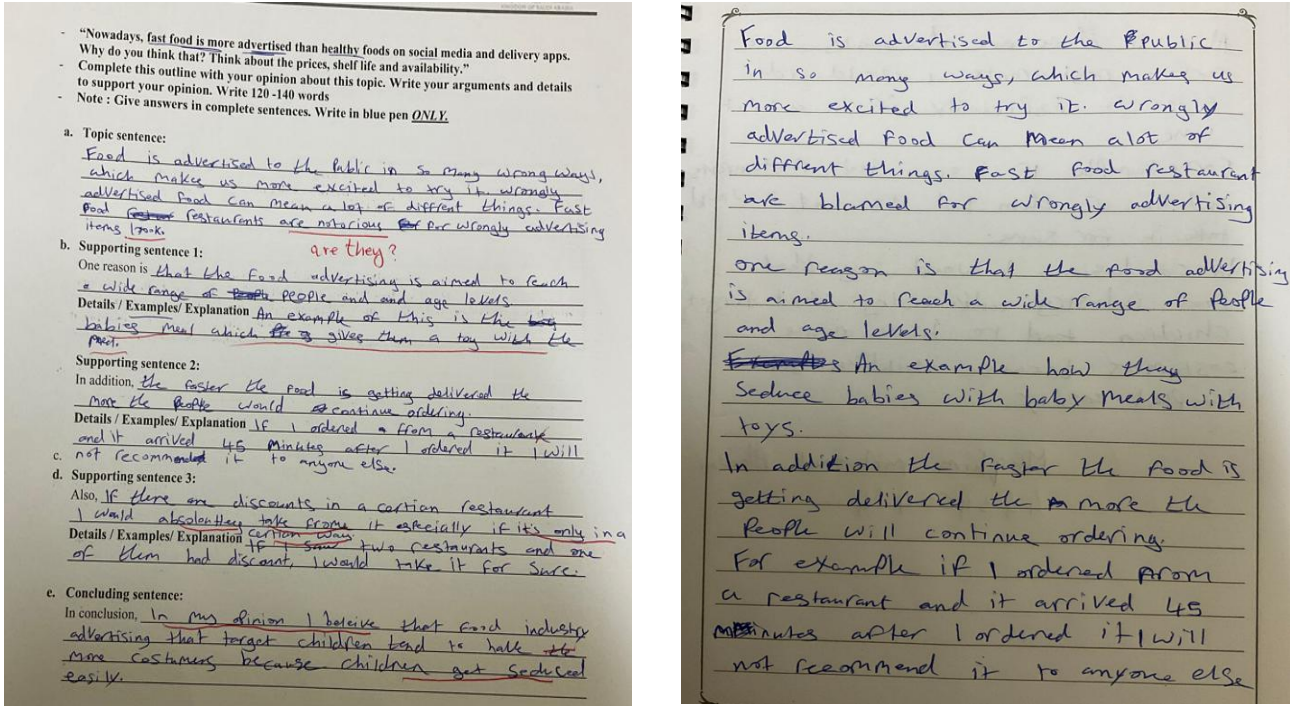 KINGDOM OF SAUDI ARABIA
- "Nowadays, fast food is more advertised than healthy foods on social media and delivery apps.
Why do you think that? Think about the prices, shelf life and availability."
- Complete this outline with your opinion about this topic. Write your arguments and details
to support your opinion. Write 120 -140 words
- Note : Give answers in complete sentences. Write in blue pen ONLY.
a. Topic sentence:
Food is advertised to the Public in so many wrong ways,
which makes us more excited to try it. wrongly
advertised food can mean a lot of diffrent things. Fast
food restaurants are notorious for for wrongly advertising
items
are they?
b. Supporting sentence 1:
One reason is that the food advertising is aimed to reach
a wide range of people and and age levels
Details / Examples/ Explanation An example of this is the
babies meal which gives them a toy with the
Supporting sentence 2:
In addition, the faster the food is getting delivered the
more the people would continue ordering.
Details / Examples/ Explanation If I ordered from a restaurant
and it arrived 45 minutes after I ordered it I will
c. not recommended it to anyone else.
d. Supporting sentence 3:
Also, If there are discounts in a certian restaurant
I would absoloutley take frome it especially if it's only in a
certian way.
Details / Examples/ Explanation If I saw two restaurants and one
of them had discount, I would take it for sure.
e. Concluding sentence:
In conclusion, In my opinion I beleive that food industry
advertising that target children tend to have
more costumers because children get seduced
easily.
Food is advertised to the public
in so many ways, which makes us
more excited to try it. wrongly
advertised food can mean alot of
diffrent things. Fast food restaurant
are blamed for wrongly advertising
items.
one reason is that the food advertising
is aimed to reach a wide range of People
and age levels.
An example how they
seduce babies with baby meals with
toys.
In addition the faster the food is
getting delivered the more the
People will continue ordering.
For example if I ordered from
a restaurant and it arrived 45
minutes after I ordered it I will
not recommend it to anyone else